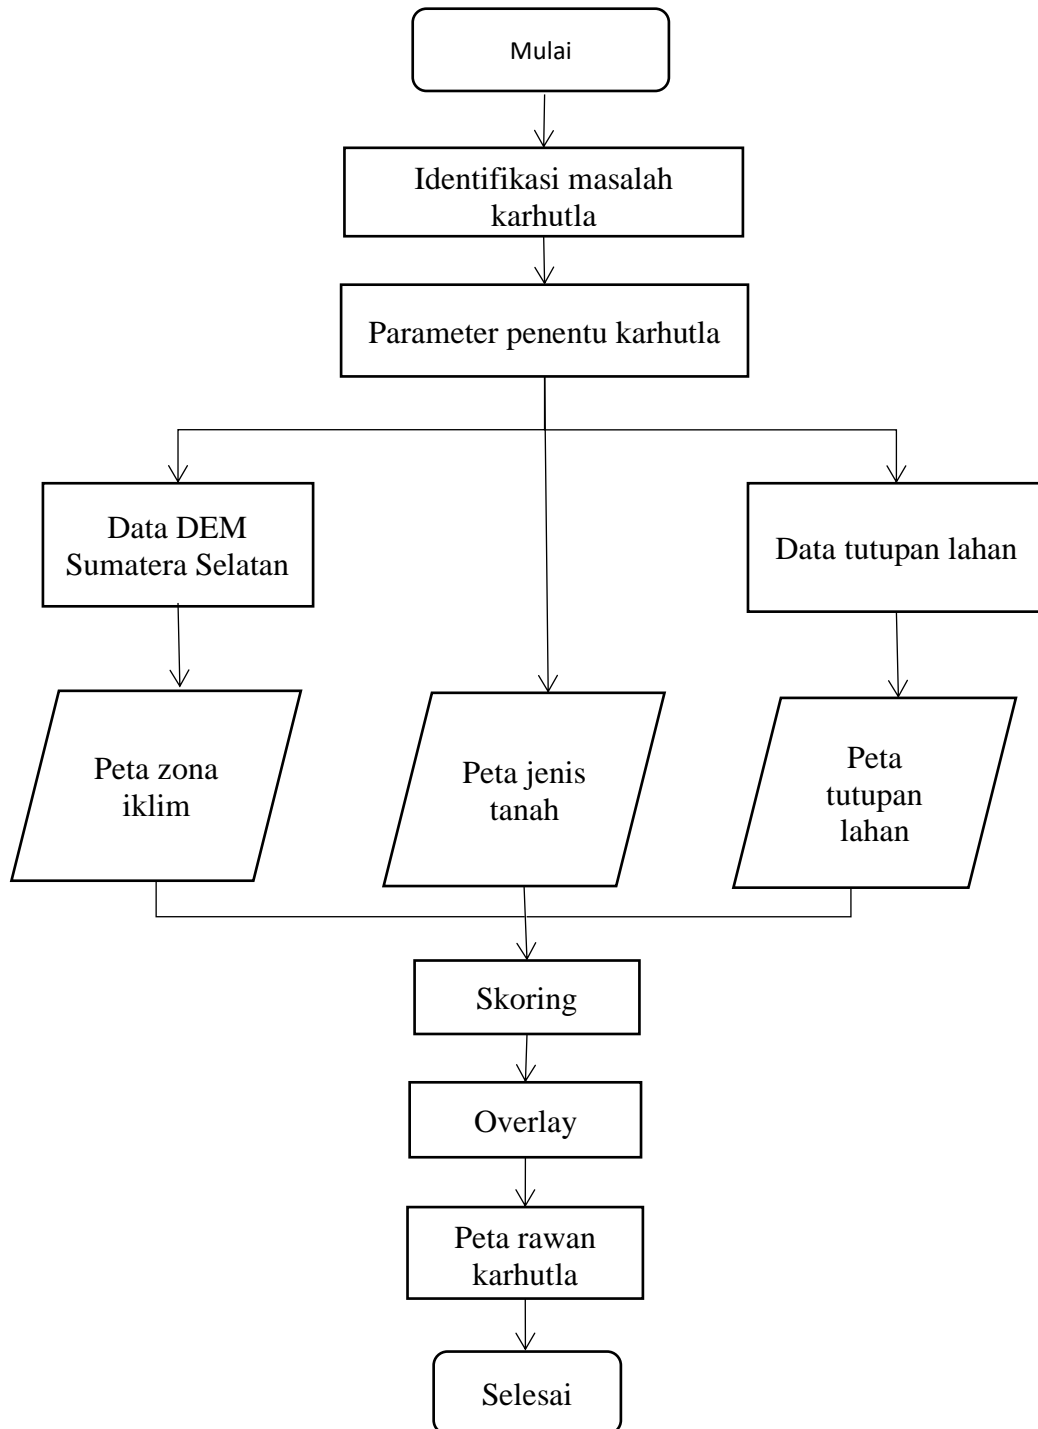 Mulai
Identifikasi masalah
karhutla
Parameter penentu karhutla
Data DEM
Sumatera Selatan
Data tutupan lahan
Peta zona
iklim
Peta jenis
tanah
Peta
tutupan
lahan
Skoring
Overlay
Peta rawan
karhutla
Selesai